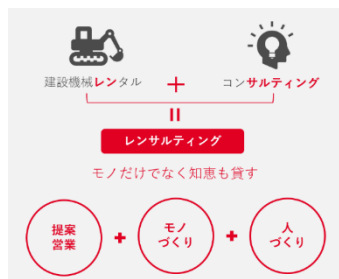 建設機械レンタル + コンサルティング
=
レンサルティング
モノだけでなく知恵も貸す
提案 + モノ + 人
営業 づくり づくり